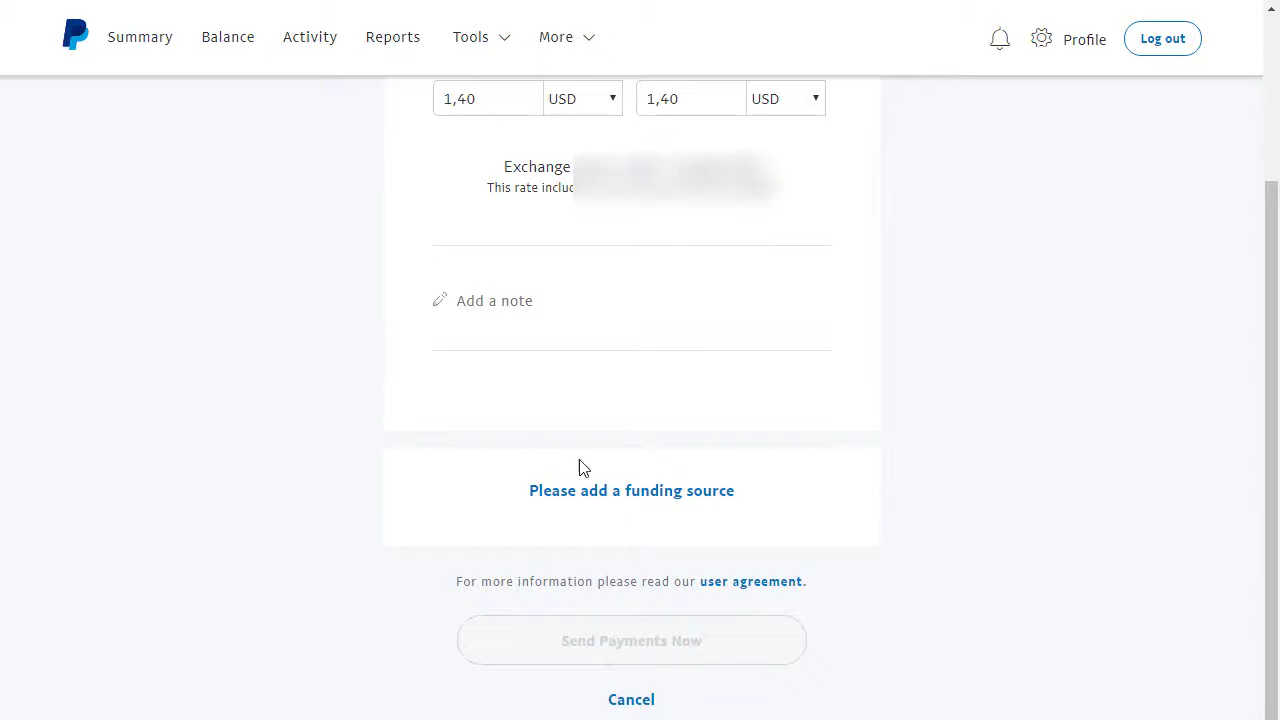 Summary Balance Activity Reports Tools More Profile Log out
1,40 USD 1,40 USD
Exchange
This rate
Add a note
Please add a funding source
For more information please read our user agreement.
Send Payments Now
Cancel